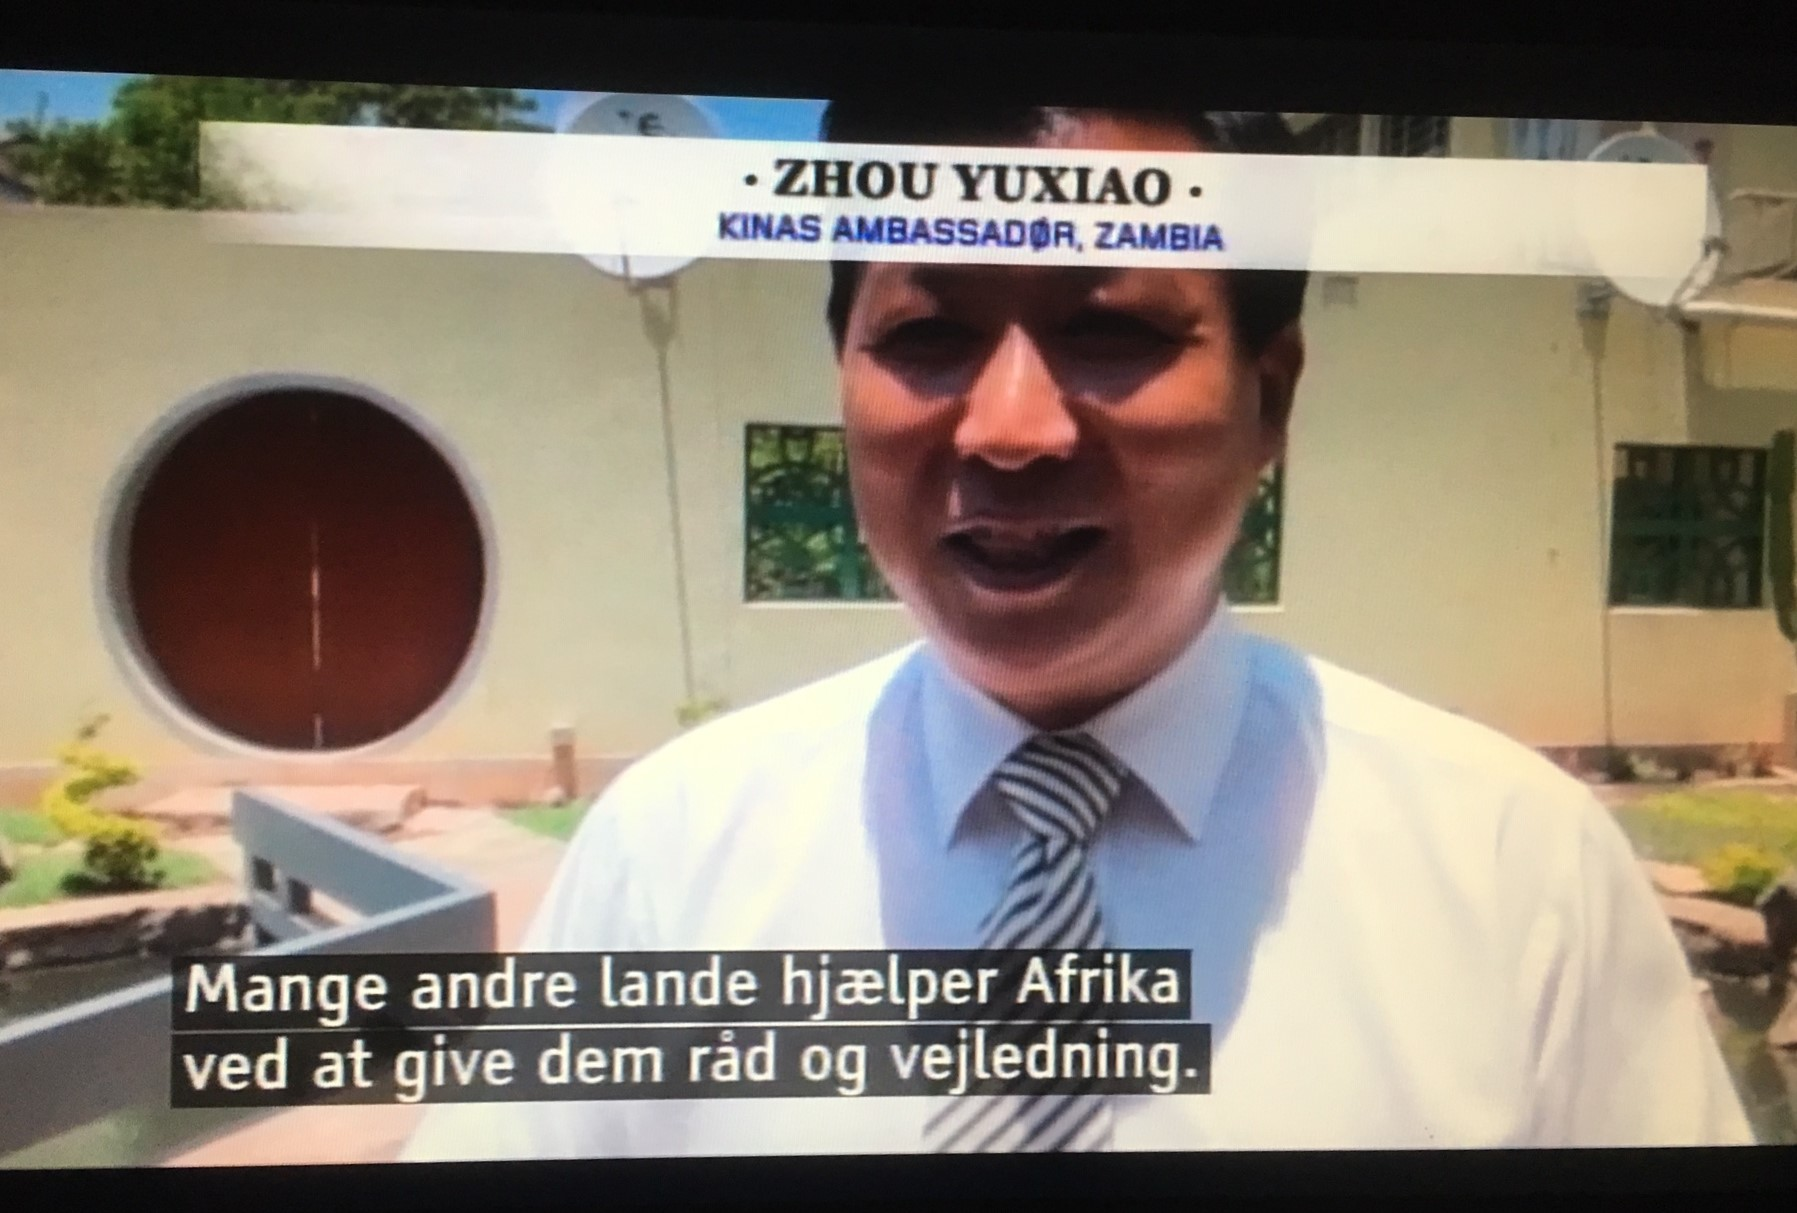 · ZHOU YUXIAO ·
KINAS AMBASSADØR, ZAMBIA
Mange andre lande hjælper Afrika
ved at give dem råd og vejledning.